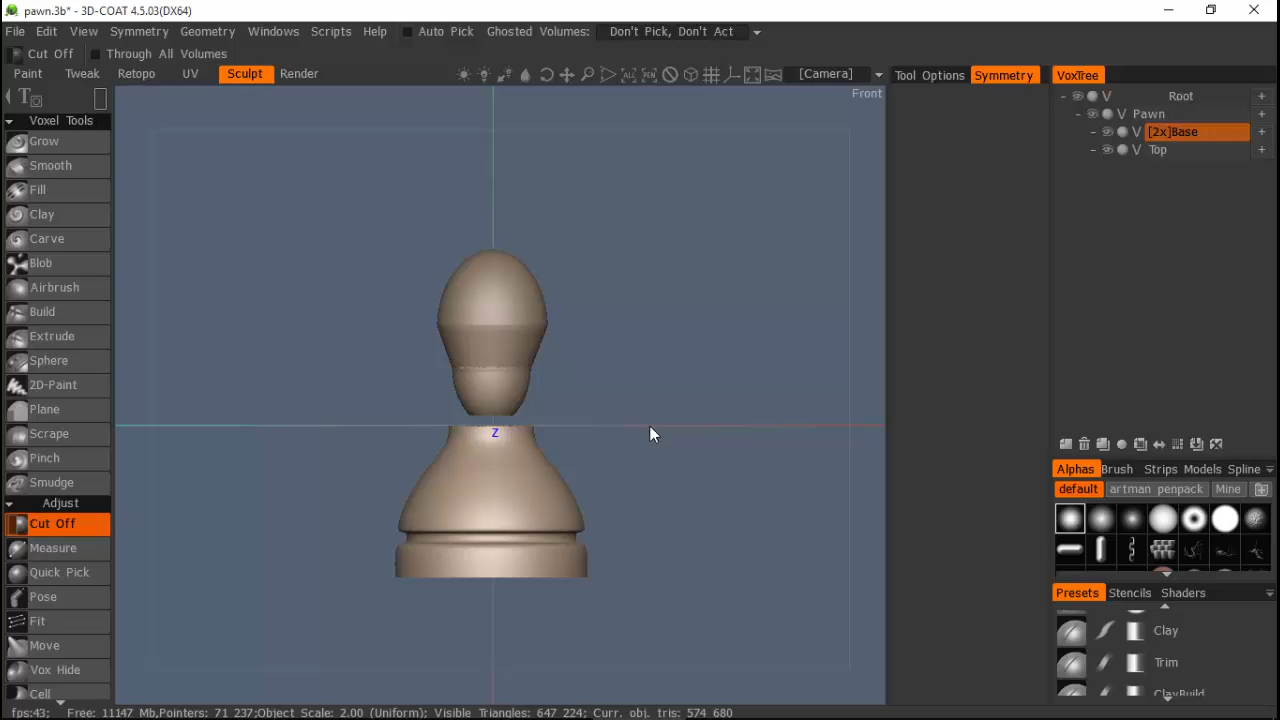 pawn.3b* - 3D-COAT 4.5.03(DX64)
File Edit View Symmetry Geometry Windows Scripts Help Auto Pick Ghosted Volumes: Don't Pick, Don't Act
Cut Off Through All Volumes
Paint Tweak Retopo UV Sculpt Render [Camera] Tool Options Symmetry VoxTree
Front
Root
Pawn
[2x]Base
Top
Voxel Tools
Grow
Smooth
Fill
Clay
Carve
Blob
Airbrush
Build
Extrude
Sphere
2D-Paint
Plane
Scrape
Pinch
Smudge
Adjust
Cut Off
Measure
Quick Pick
Pose
Fit
Move
Vox Hide
Cell
Z
Alphas Brush Strips Models Spline
default artman penpack Mine
Presets Stencils Shaders
Clay
Trim
ClayBuild
fps:43; Free: 11147 Mb,Pointers: 71 237;Object Scale: 2.00 (Uniform); Visible Triangles: 647 224; Curr. obj. tris: 574 680